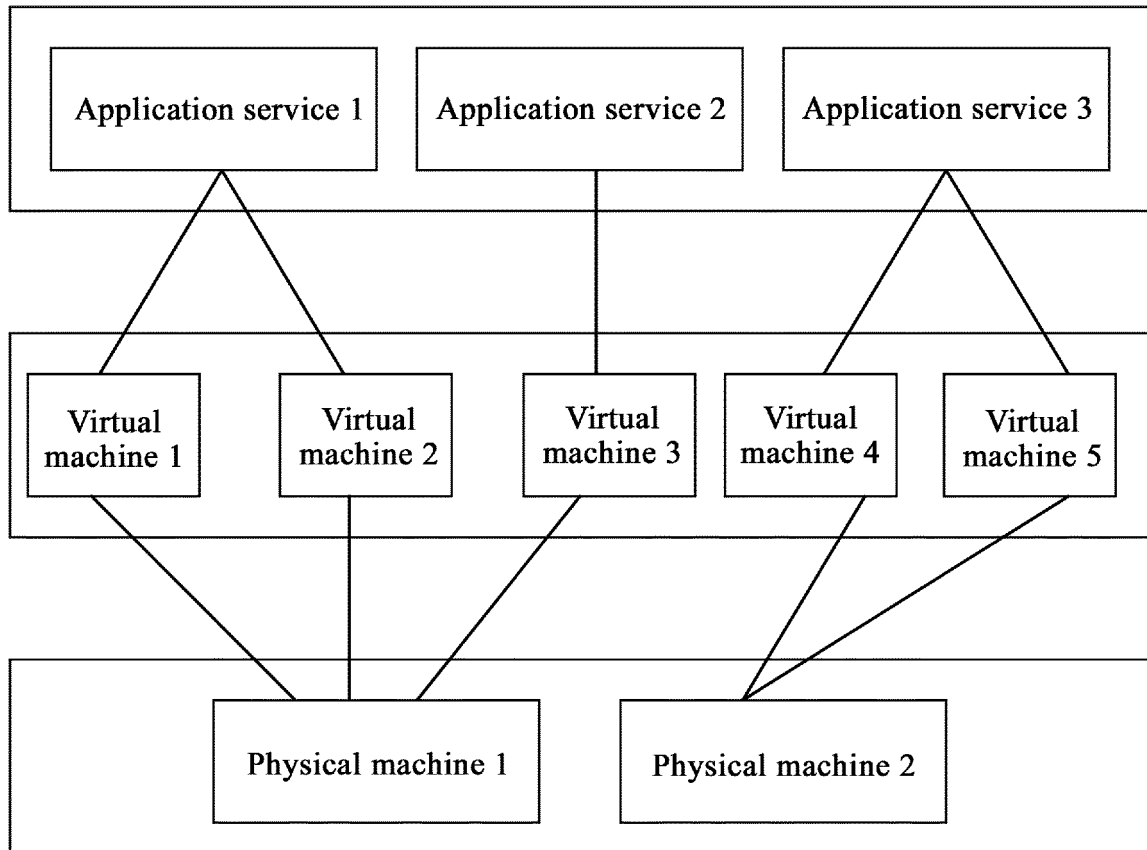 Application service 1
Application service 2
Application service 3
Virtual
machine 1
Virtual
machine 2
Virtual
machine 3
Virtual
machine 4
Virtual
machine 5
Physical machine 1
Physical machine 2